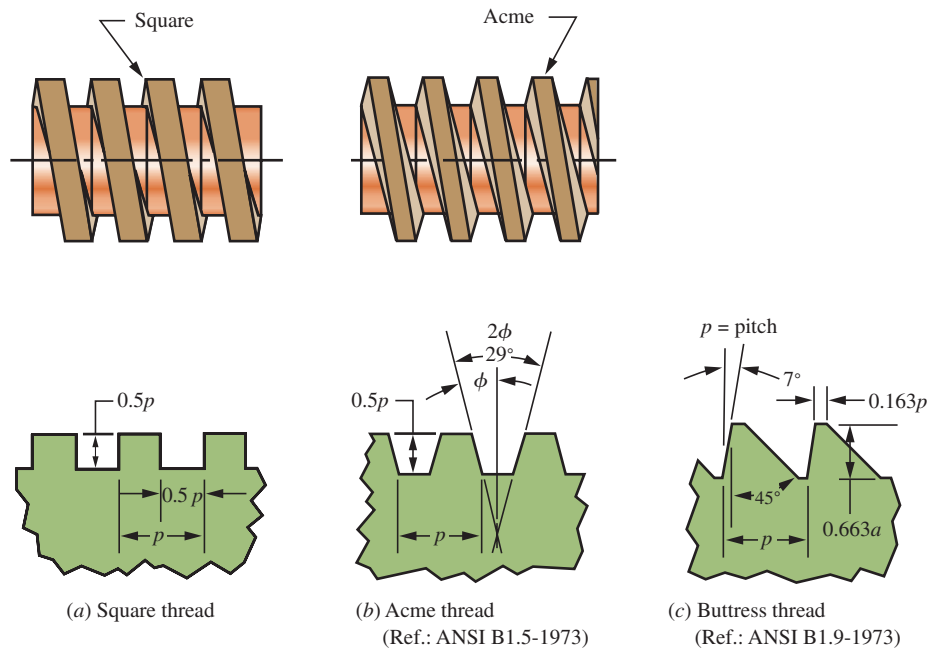 Square
Acme
0.5p
0.5 p
p
(a) Square thread
2ϕ
29°
ϕ
0.5p
p
(b) Acme thread
(Ref.: ANSI B1.5-1973)
p = pitch
7°
0.163p
45°
0.663a
p
(c) Buttress thread
(Ref.: ANSI B1.9-1973)